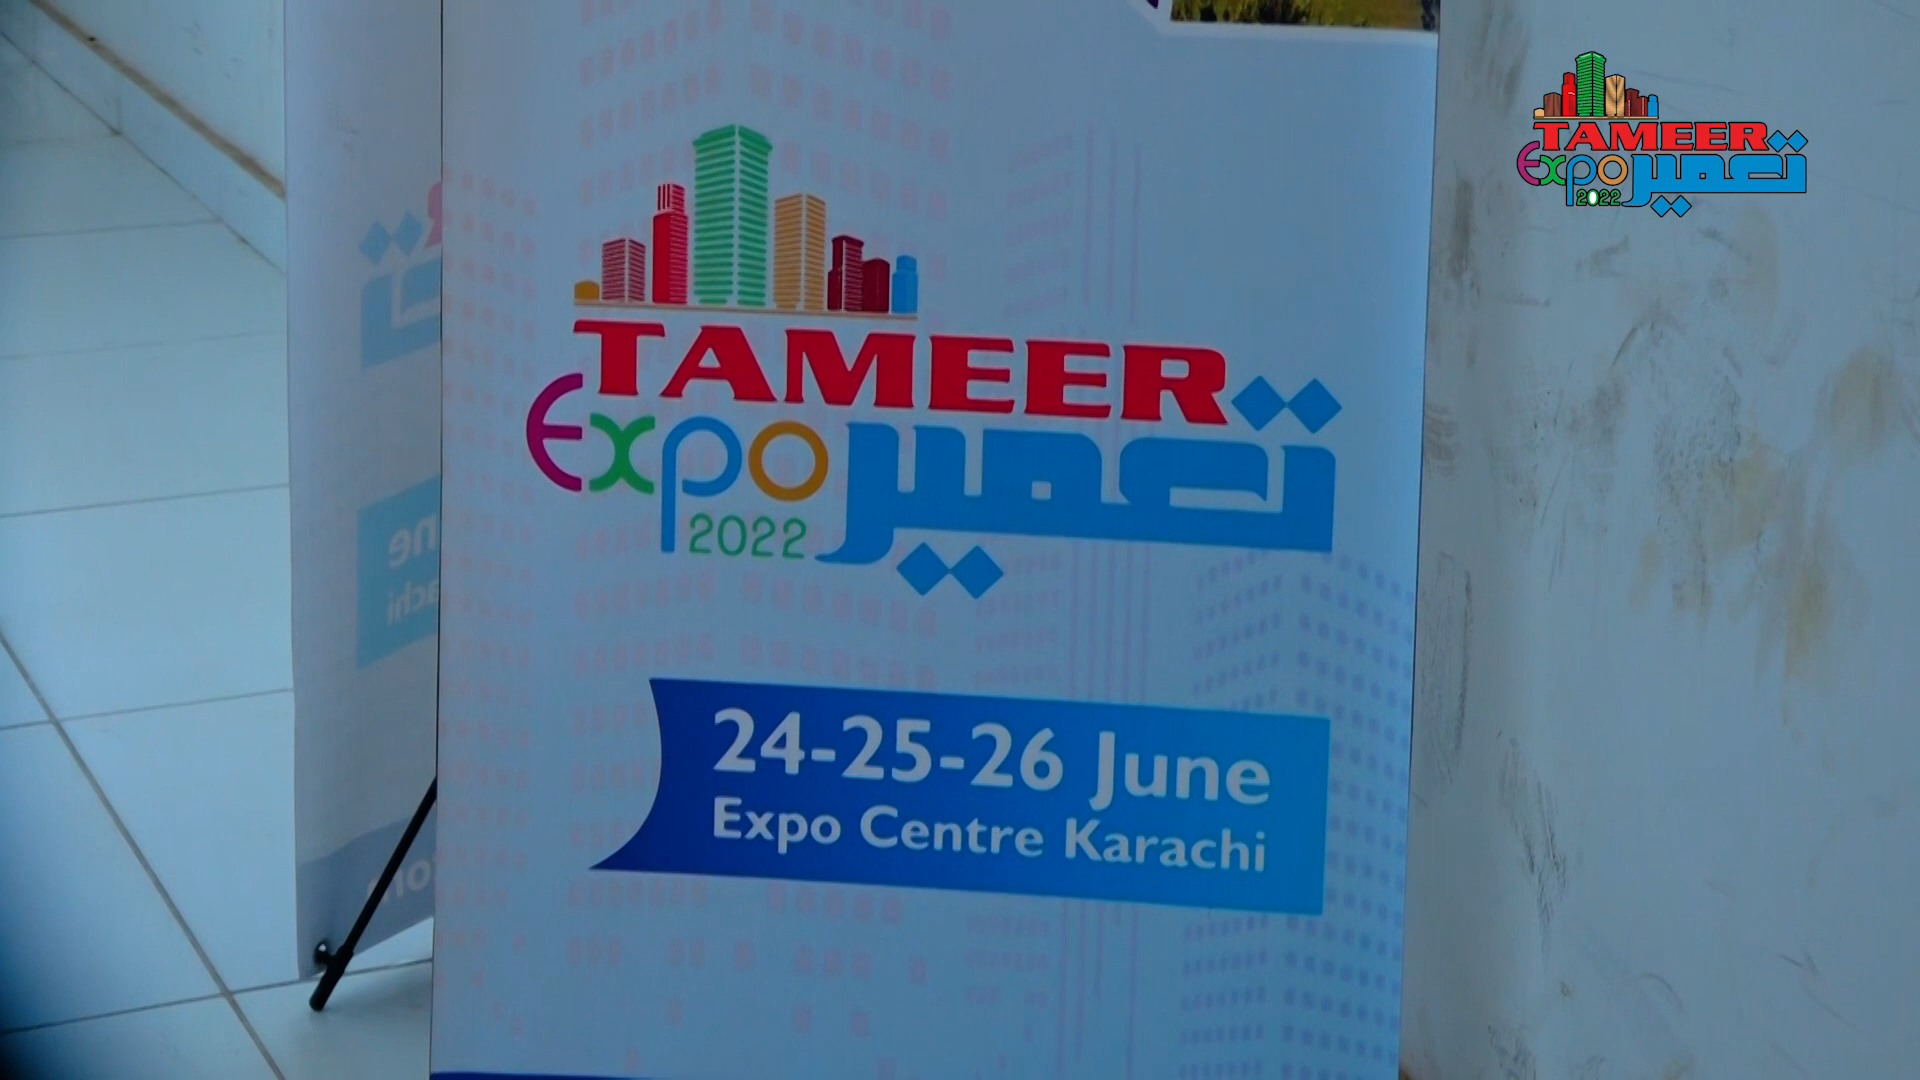 TAMEER
Expo تعمیر
2022
24-25-26 June
Expo Centre Karachi
TAMEER
Expo تعمیر
2022